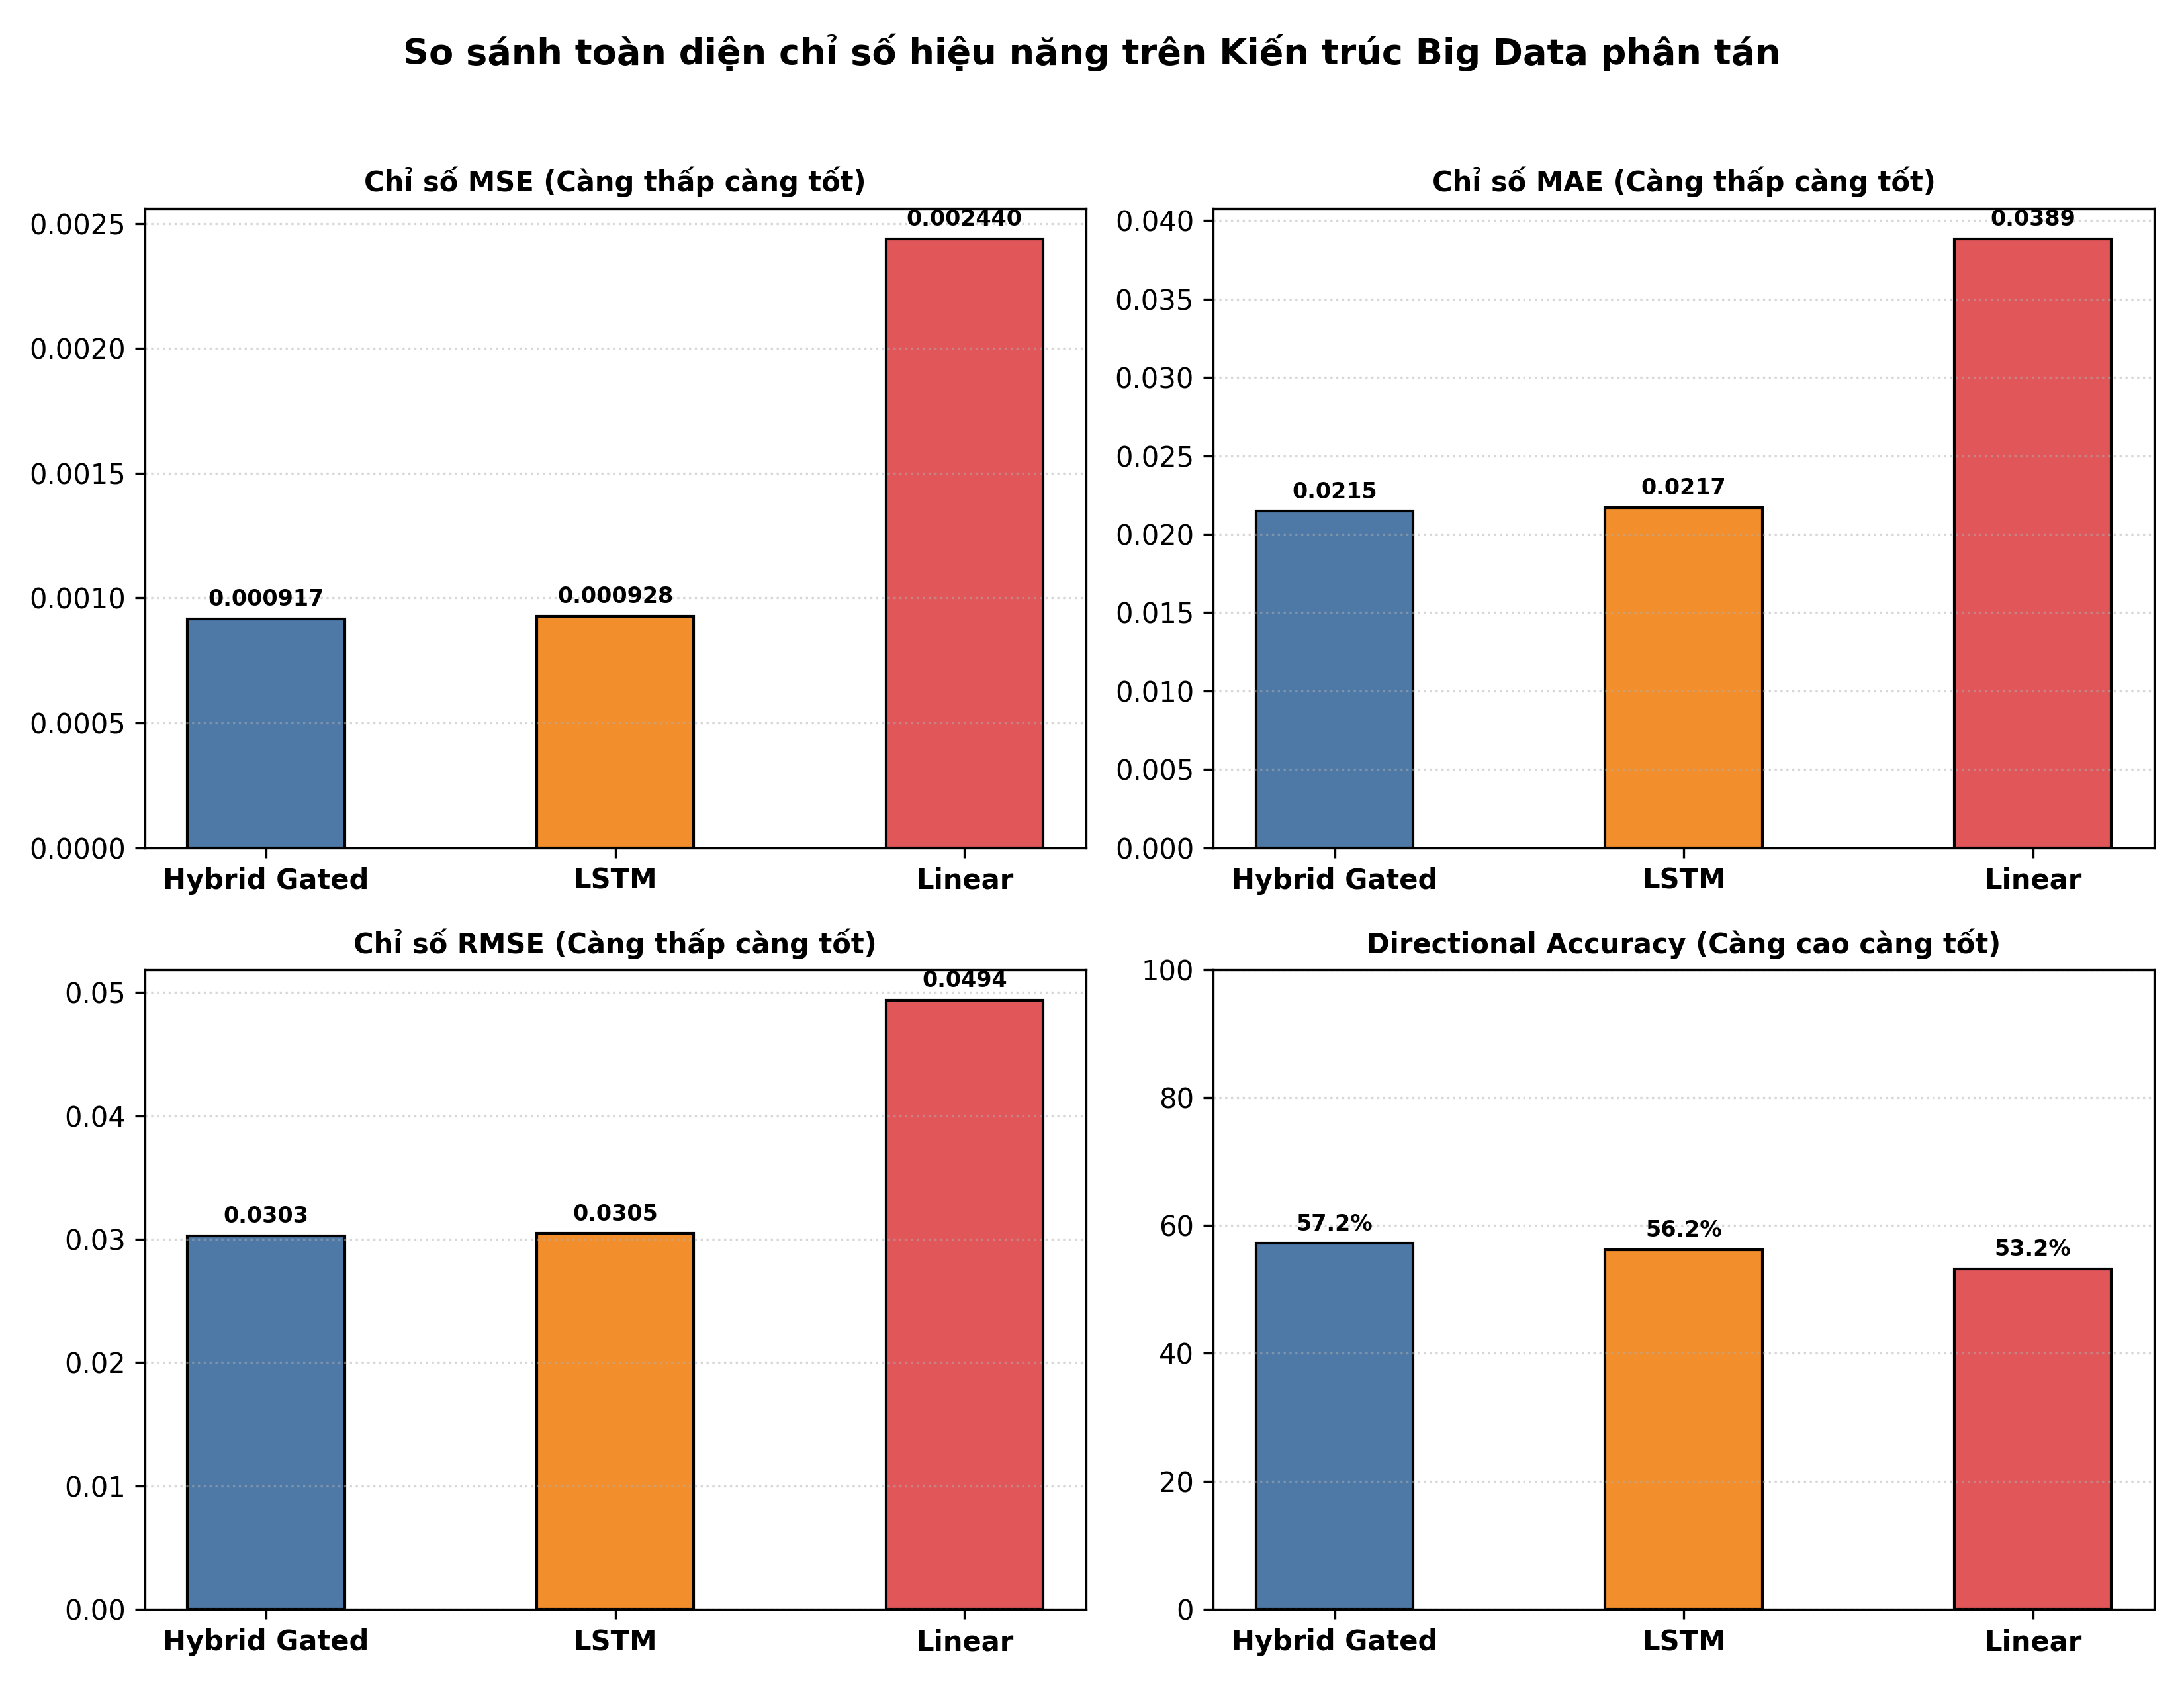 So sánh toàn diện chỉ số hiệu năng trên Kiến trúc Big Data phân tán
Chỉ số MSE (Càng thấp càng tốt)
0.0025
0.0020
0.0015
0.0010
0.0005
0.0000
0.000917
0.000928
0.002440
Hybrid Gated
LSTM
Linear
Chỉ số MAE (Càng thấp càng tốt)
0.040
0.035
0.030
0.025
0.020
0.015
0.010
0.005
0.000
0.0215
0.0217
0.0389
Hybrid Gated
LSTM
Linear
Chỉ số RMSE (Càng thấp càng tốt)
0.05
0.04
0.03
0.02
0.01
0.00
0.0303
0.0305
0.0494
Hybrid Gated
LSTM
Linear
Directional Accuracy (Càng cao càng tốt)
100
80
60
40
20
0
57.2%
56.2%
53.2%
Hybrid Gated
LSTM
Linear